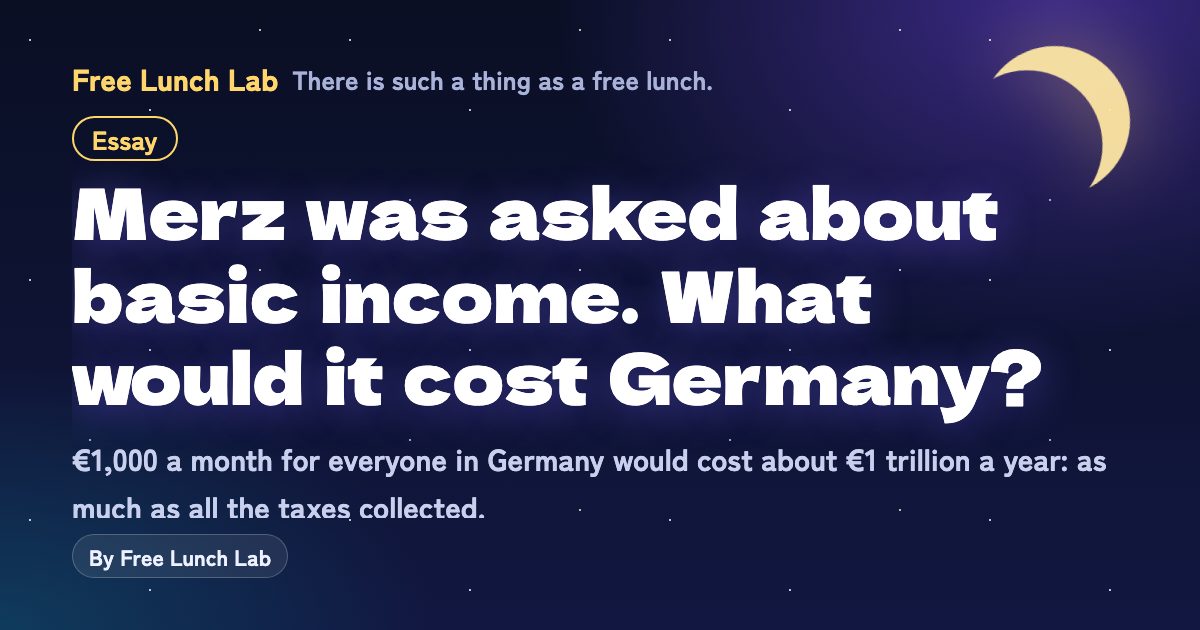 Free Lunch Lab There is such a thing as a free lunch.
Essay
Merz was asked about
basic income. What
would it cost Germany?
€1,000 a month for everyone in Germany would cost about €1 trillion a year: as
much as all the taxes collected.
By Free Lunch Lab